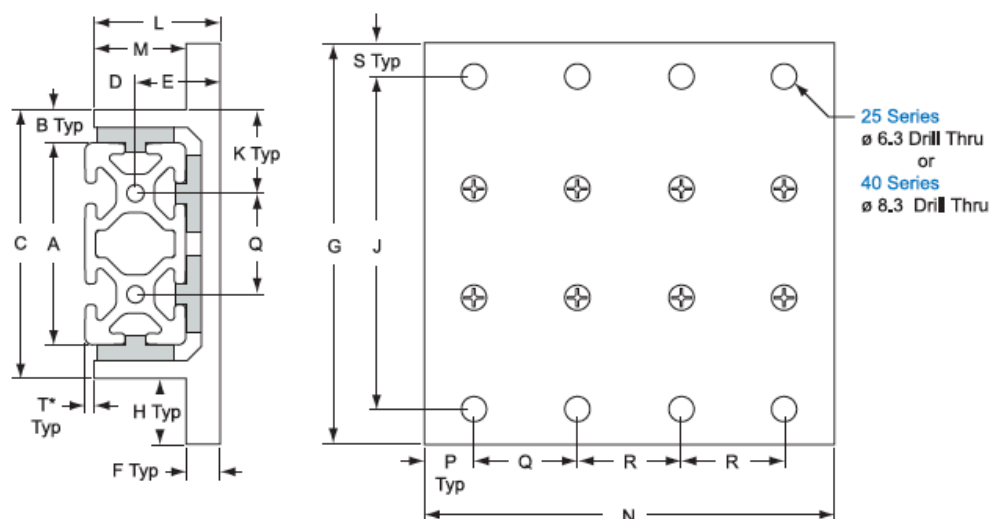 L
M
S Typ
D
E
B Typ
K Typ
25 Series
ø 6.3 Drill Thru
or
40 Series
ø 8.3 Drill Thru
C
A
Q
G
J
T*
Typ
H Typ
F Typ
P
Typ
Q
R
R
N